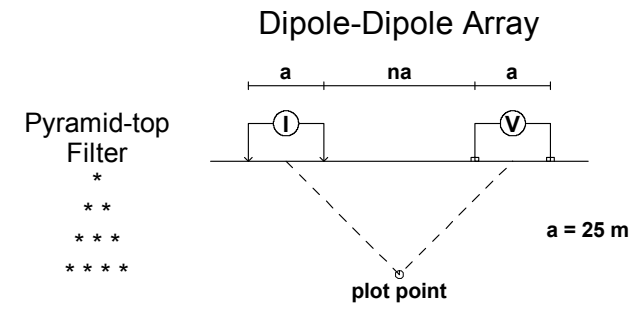 Dipole-Dipole Array
a na a
I V
Pyramid-top
Filter
*
* *
* * *
* * * *
a = 25 m
plot point